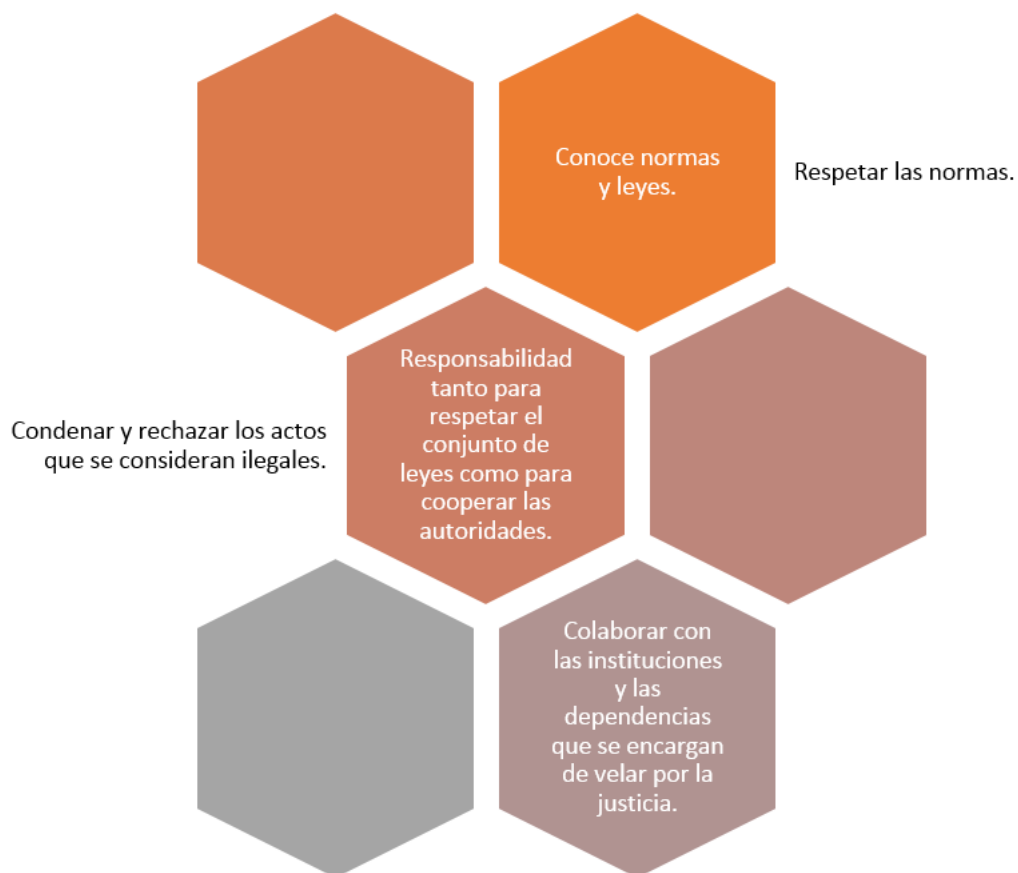 Conoce normas
y leyes.
Respetar las normas.
Condenar y rechazar los actos
que se consideran ilegales.
Responsabilidad
tanto para
respetar el
conjunto de
leyes como para
cooperar las
autoridades.
Colaborar con
las instituciones
y las
dependencias
que se encargan
de velar por la
justicia.